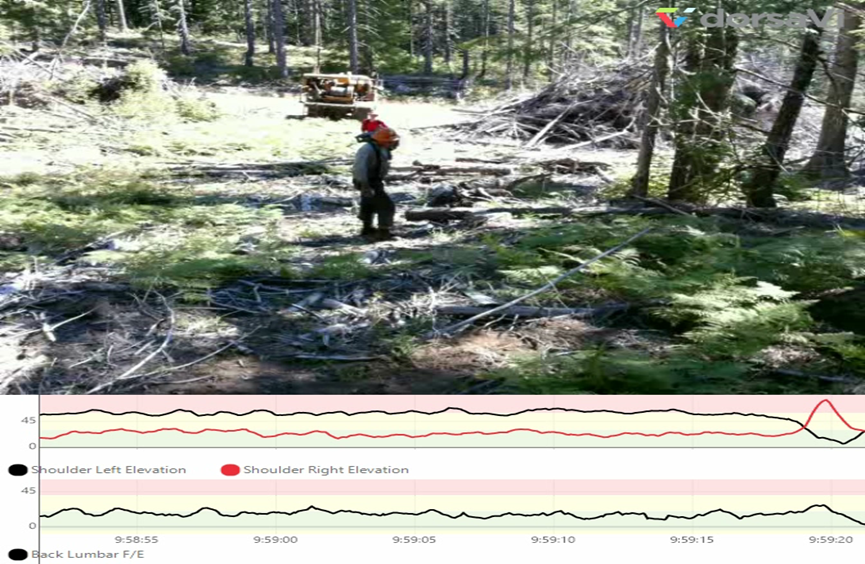 dorsaVi
45
0
Shoulder Left Elevation Shoulder Right Elevation
45
0
9:58:55 9:59:00 9:59:05 9:59:10 9:59:15 9:59:20
Back Lumbar F/E